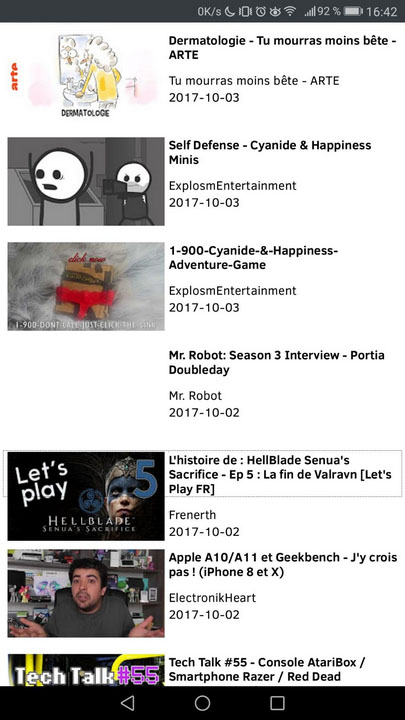 0K/s 92 % 16:42
arte
DERMATOLOGIE
Dermatologie - Tu mourras moins bête -
ARTE
Tu mourras moins bête - ARTE
2017-10-03
Self Defense - Cyanide & Happiness
Minis
ExplosmEntertainment
2017-10-03
click now
1-900-DONT-CALL-JUST-CLICK-THE-LINK
1-900-Cyanide-&-Happiness-
Adventure-Game
ExplosmEntertainment
2017-10-03
Mr. Robot: Season 3 Interview - Portia
Doubleday
Mr. Robot
2017-10-02
Let's
play
5
HELLBLADE
SENUA'S SACRIFICE
L'histoire de : HellBlade Senua's
Sacrifice - Ep 5 : La fin de Valravn [Let's
Play FR]
Frenerth
2017-10-02
Apple A10/A11 et Geekbench - J'y crois
pas ! (iPhone 8 et X)
ElectronikHeart
2017-10-02
Tech Talk #55
Tech Talk #55 - Console AtariBox /
Smartphone Razer / Red Dead